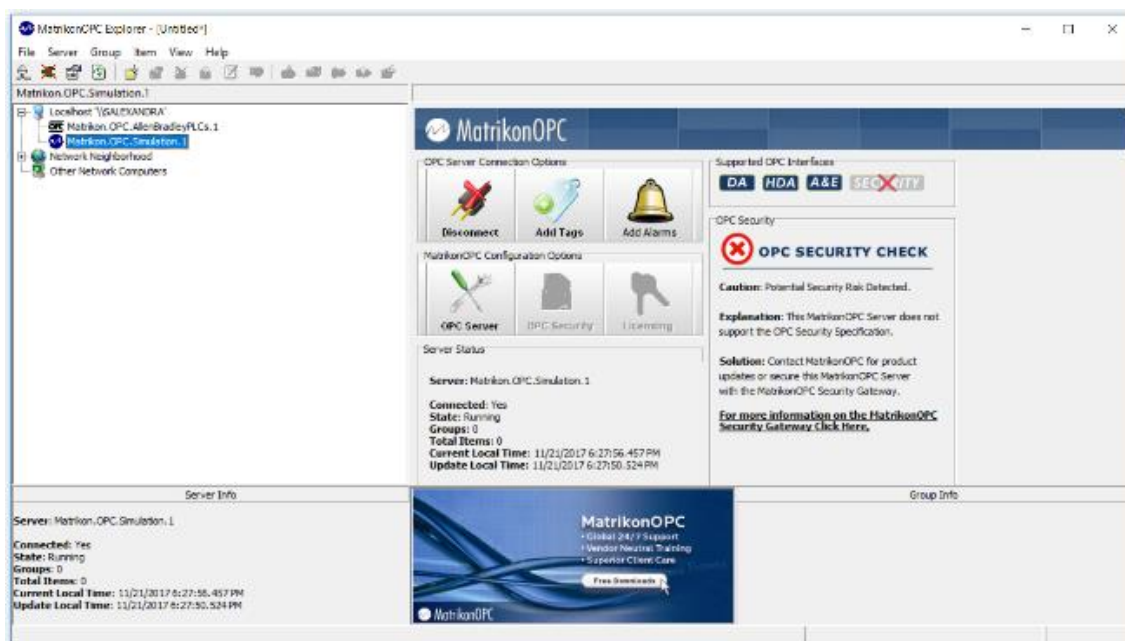 MatrikonOPC Explorer - [Untitled*]
File Server Group Item View Help
Matrikon.OPC.Simulation.1
Localhost '\\GALEXANDRA'
Matrikon.OPC.AllenBradleyPLCs.1
Matrikon.OPC.Simulation.1
Network Neighborhood
Other Network Computers
MatrikonOPC
OPC Server Connection Options
Disconnect Add Tags Add Alarms
MatrikonOPC Configuration Options
OPC Server OPC Security Licensing
Server Status
Server: Matrikon.OPC.Simulation.1
Connected: Yes
State: Running
Groups: 0
Total Items: 0
Current Local Time: 11/21/2017 6:27:56.457 PM
Update Local Time: 11/21/2017 6:27:50.524 PM
Supported OPC Interfaces
DA HDA A&E SECURITY
OPC Security
OPC SECURITY CHECK
Caution: Potential Security Risk Detected.
Explanation: This MatrikonOPC Server does not
support the OPC Security Specification.
Solution: Contact MatrikonOPC for product
updates or secure this MatrikonOPC Server
with the MatrikonOPC Security Gateway.
For more information on the MatrikonOPC
Security Gateway Click Here.
Server Info
Server: Matrikon.OPC.Simulation.1
Connected: Yes
State: Running
Groups: 0
Total Items: 0
Current Local Time: 11/21/2017 6:27:56.457 PM
Update Local Time: 11/21/2017 6:27:50.524 PM
MatrikonOPC
• Global 24/7 Support
• Vendor Neutral Training
• Superior Client Care
Free Downloads
MatrikonOPC
Group Info